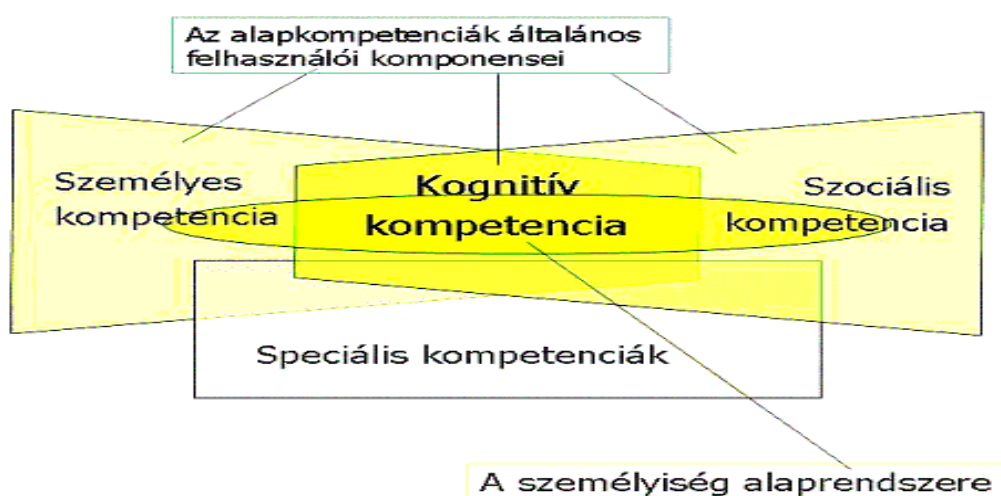 Az alapkompetenciák általános
felhasználói komponensei
Személyes
kompetencia
Kognitív
kompetencia
Szociális
kompetencia
Speciális kompetenciák
A személyiség alaprendszere